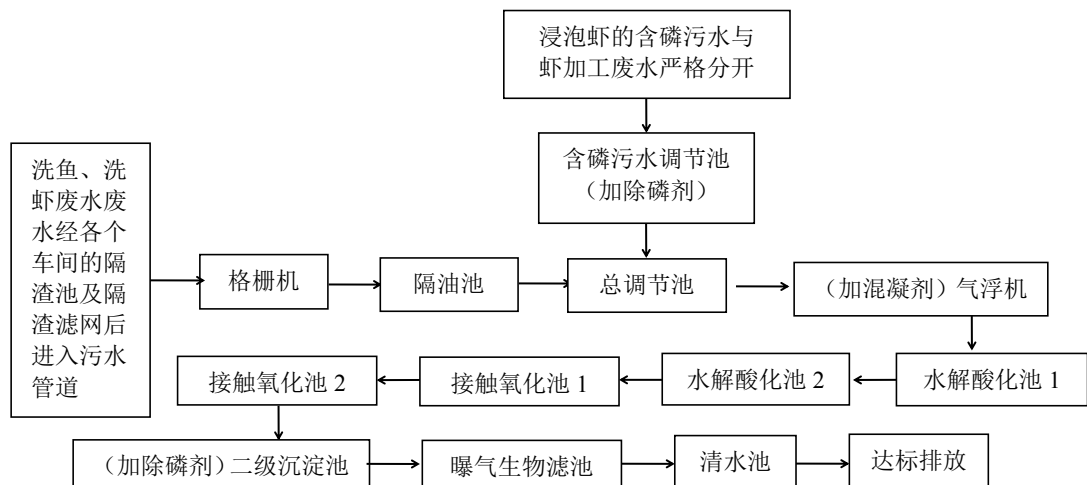 浸泡虾的含磷污水与
虾加工废水严格分开
含磷污水调节池
（加除磷剂）
洗鱼、洗
虾废水废
水经各个
车间的隔
渣池及隔
渣滤网后
进入污水
管道
格栅机
隔油池
总调节池
（加混凝剂）气浮机
水解酸化池 1
水解酸化池 2
接触氧化池 1
接触氧化池 2
（加除磷剂）二级沉淀池
曝气生物滤池
清水池
达标排放